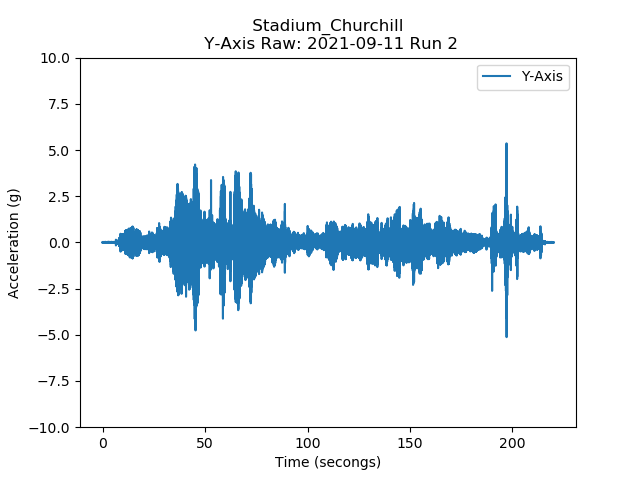 Stadium_Churchill
Y-Axis Raw: 2021-09-11 Run 2
Y-Axis
10.0
7.5
5.0
2.5
0.0
−2.5
−5.0
−7.5
−10.0
Acceleration (g)
0
50
100
150
200
Time (secongs)